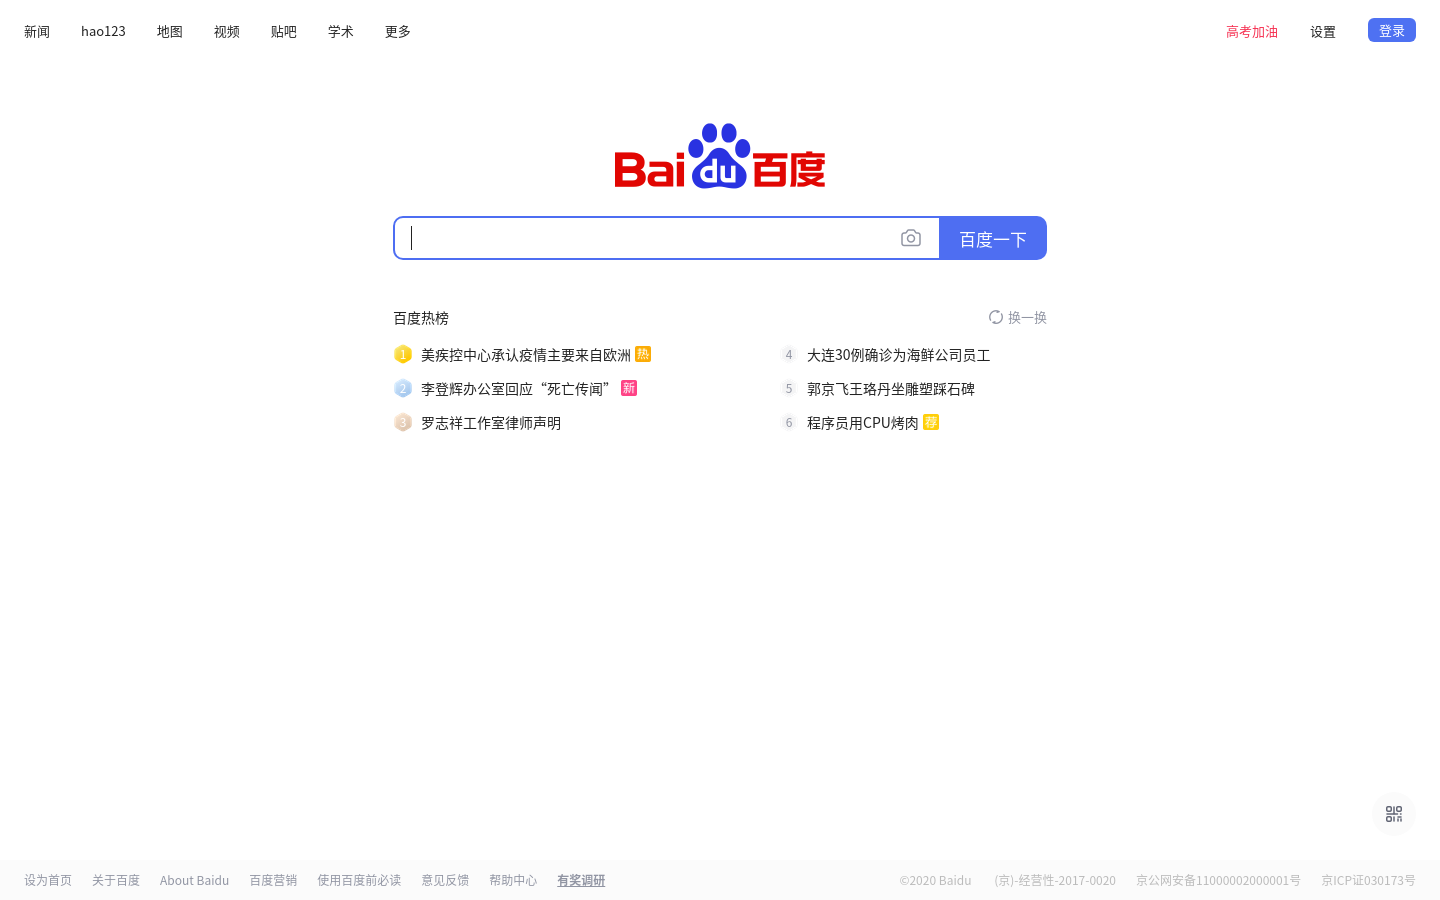 新闻 hao123 地图 视频 贴吧 学术 更多 高考加油 设置 登录
Bai du 百度
百度一下
百度热榜 换一换
1 美疾控中心承认疫情主要来自欧洲 热
2 李登辉办公室回应“死亡传闻” 新
3 罗志祥工作室律师声明
4 大连30例确诊为海鲜公司员工
5 郭京飞王珞丹坐雕塑踩石碑
6 程序员用CPU烤肉 荐
设为首页 关于百度 About Baidu 百度营销 使用百度前必读 意见反馈 帮助中心 有奖调研 ©2020 Baidu (京)-经营性-2017-0020 京公网安备11000002000001号 京ICP证030173号